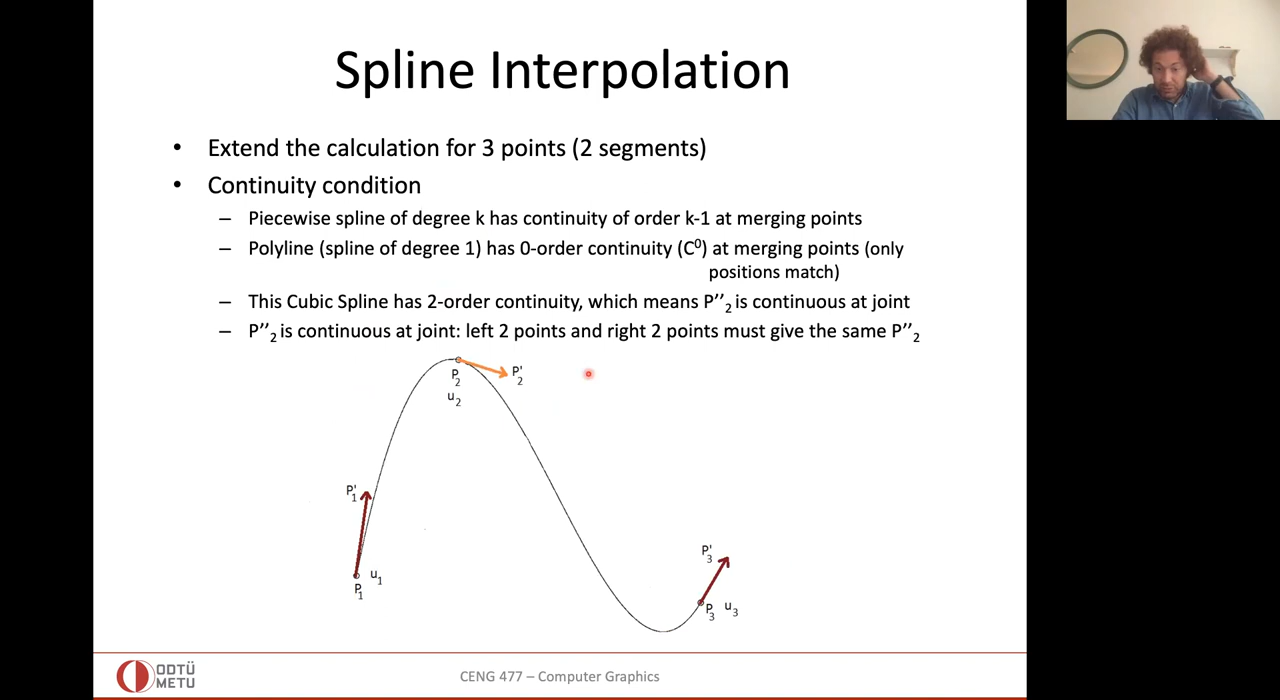 Spline Interpolation
• Extend the calculation for 3 points (2 segments)
• Continuity condition
– Piecewise spline of degree k has continuity of order k-1 at merging points
– Polyline (spline of degree 1) has 0-order continuity (C⁰) at merging points (only
positions match)
– This Cubic Spline has 2-order continuity, which means P′′₂ is continuous at joint
– P′′₂ is continuous at joint: left 2 points and right 2 points must give the same P′′₂
P₂
P'₂
u₂
P'₁
u₁
P₁
P'₃
P₃ u₃
ODTÜ
METU
CENG 477 – Computer Graphics